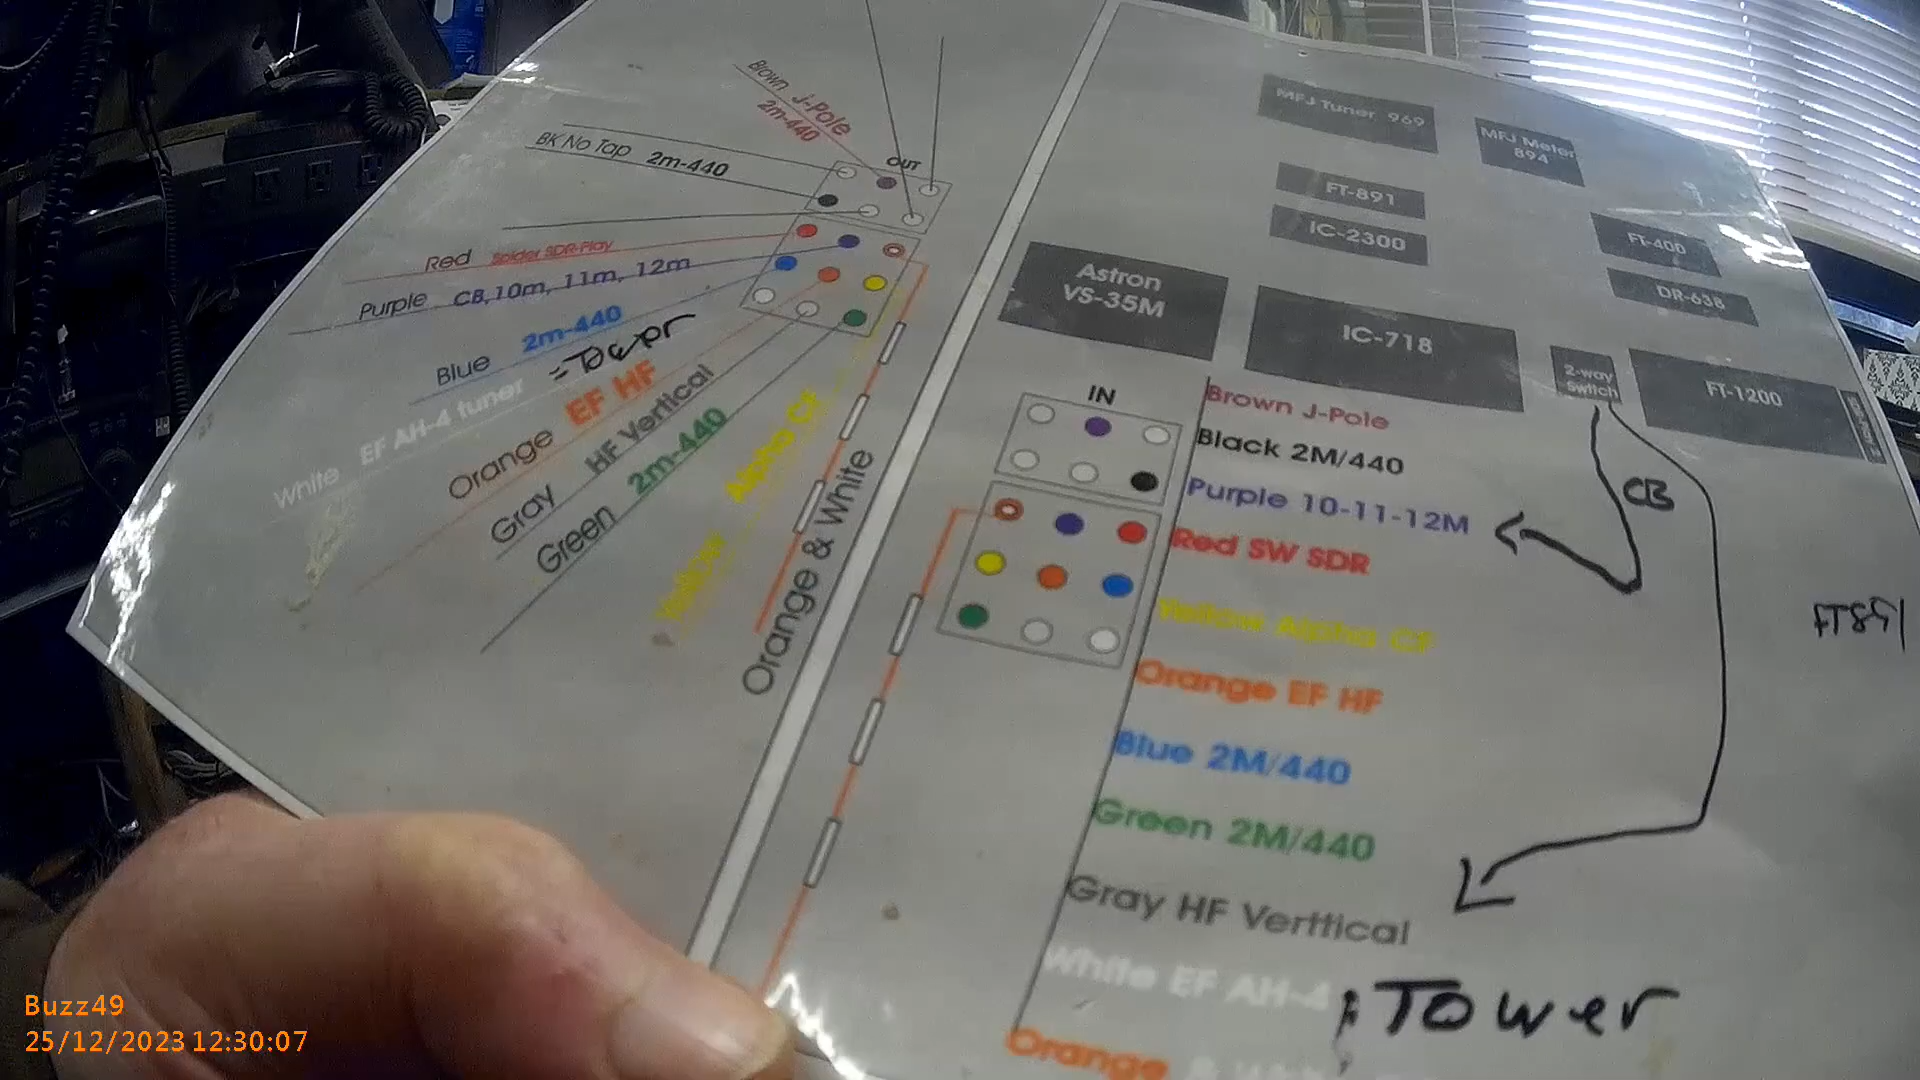 Brown J-Pole
2m-440
BK No Tap 2m-440
OUT
Red Spider SDR-Play
Purple CB, 10m, 11m, 12m
Blue 2m-440
=Tower
White EF AH-4 tuner
Orange EF HF
Gray HF Vertical
Green 2m-440
Yellow Alpha CF
Orange & White
MFJ Tuner 969
MFJ Meter
894
FT-891
IC-2300
FT-400
DR-638
Astron
VS-35M
IC-718
2-way
Switch
FT-1200
IN
Brown J-Pole
Black 2M/440
Purple 10-11-12M
CB
Red SW SDR
Yellow Alpha CF
FT891
Orange EF HF
Blue 2M/440
Green 2M/440
Gray HF Verttical
White EF AH-4
Tower
Orange &
Buzz49
25/12/2023 12:30:07